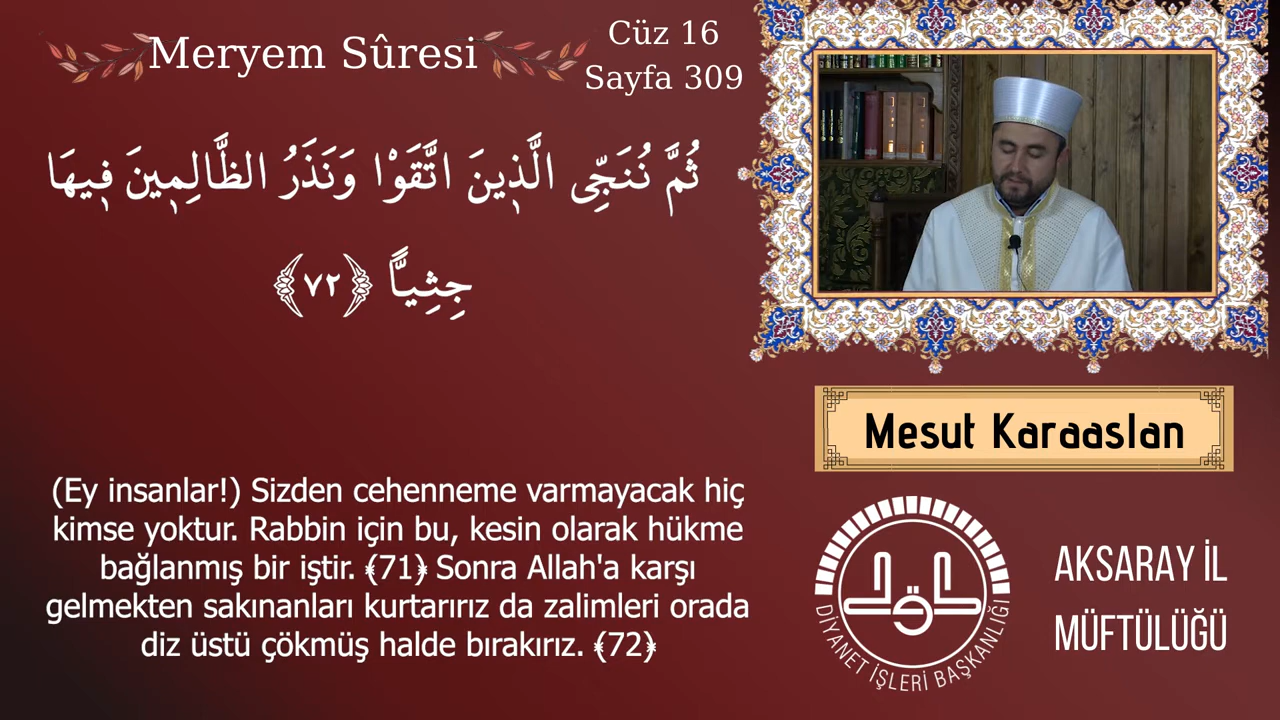 Meryem Sûresi
Cüz 16
Sayfa 309
ثُمَّ نُنَجِّى الَّذ۪ينَ اتَّقَوْا وَنَذَرُ الظَّالِم۪ينَ ف۪يهَا
جِثِياًّ ﴿٧٢﴾
(Ey insanlar!) Sizden cehenneme varmayacak hiç
kimse yoktur. Rabbin için bu, kesin olarak hükme
bağlanmış bir iştir. ﴾71﴿ Sonra Allah'a karşı
gelmekten sakınanları kurtarırız da zalimleri orada
diz üstü çökmüş halde bırakırız. ﴾72﴿
Mesut Karaaslan
DİYANET İŞLERİ BAŞKANLIĞI
AKSARAY İL
MÜFTÜLÜĞÜ